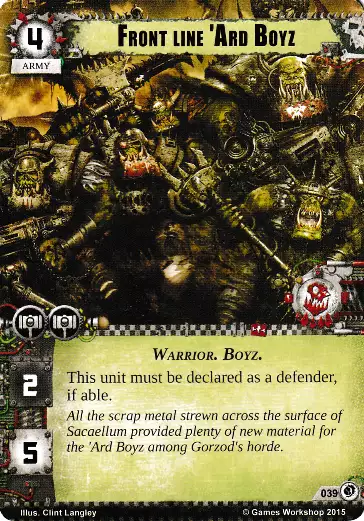 4
FRONT LINE 'ARD BOYZ
ARMY
WARRIOR. BOYZ.
2
This unit must be declared as a defender,
if able.
All the scrap metal strewn across the surface of
Sacaellum provided plenty of new material for
the 'Ard Boyz among Gorzod's horde.
5
039
Illus. Clint Langley
© Games Workshop 2015